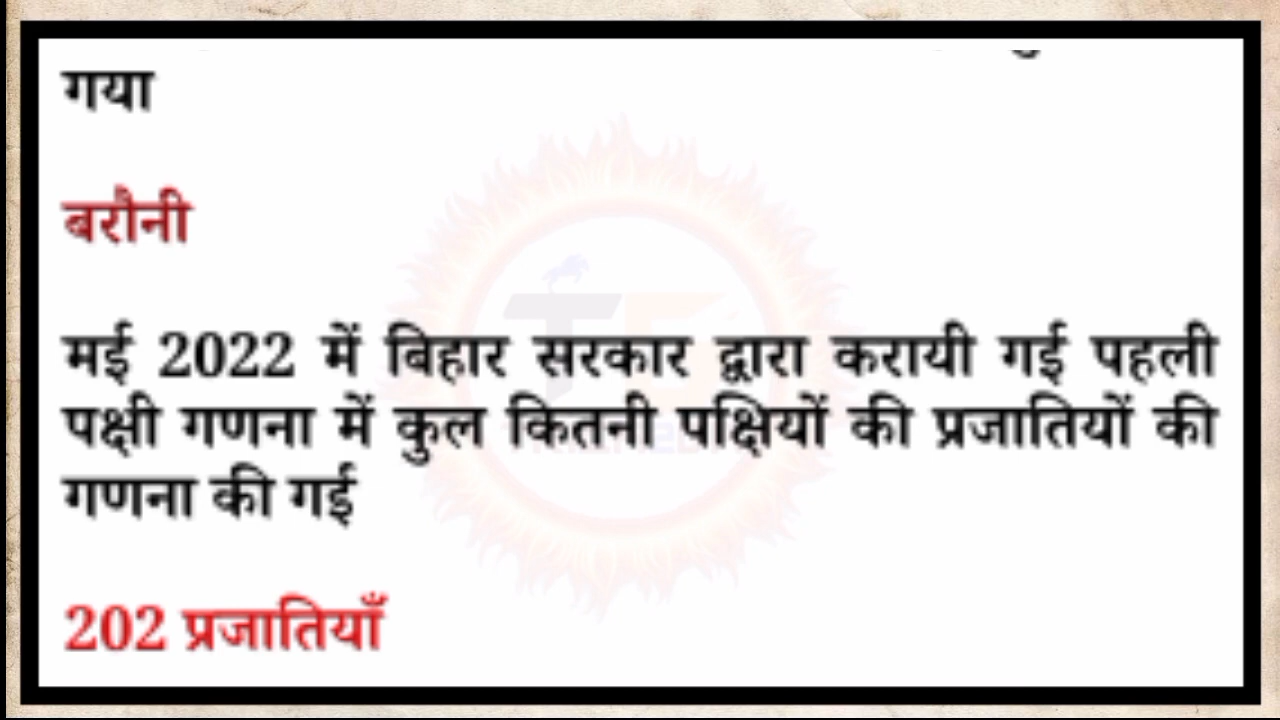 गया
बरौनी
मई 2022 में बिहार सरकार द्वारा करायी गई पहली
पक्षी गणना में कुल कितनी पक्षियों की प्रजातियों की
गणना की गई
202 प्रजातियाँ